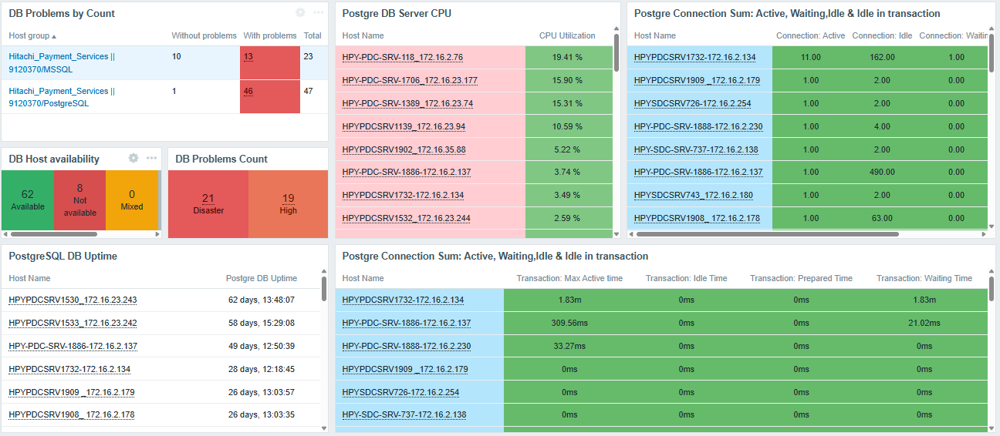 DB Problems by Count
Host group ▲ Without problems With problems Total
Hitachi_Payment_Services || 10 13 23
9120370/MSSQL
Hitachi_Payment_Services || 1 46 47
9120370/PostgreSQL
DB Host availability
62 Available
8 Not available
0 Mixed
DB Problems Count
21 Disaster
19 High
Postgre DB Server CPU
Host Name CPU Utilization
HPY-PDC-SRV-118_172.16.2.76 19.41 %
HPY-PDC-SRV-1706_172.16.23.177 15.90 %
HPY-PDC-SRV-1389_172.16.23.74 15.31 %
HPYPDCSRV1139_172.16.23.94 10.59 %
HPYPDCSRV1902_172.16.35.88 5.22 %
HPY-PDC-SRV-1886-172.16.2.137 3.74 %
HPYPDCSRV1732-172.16.2.134 3.49 %
HPYPDCSRV1532_172.16.23.244 2.59 %
Postgre Connection Sum: Active, Waiting,Idle & Idle in transaction
Host Name Connection: Active Connection: Idle Connection: Waitin
HPYPDCSRV1732-172.16.2.134 11.00 162.00 1.00
HPYPDCSRV1909 _172.16.2.179 1.00 2.00 0.00
HPYSDCSRV726-172.16.2.254 1.00 2.00 0.00
HPY-PDC-SRV-1888-172.16.2.230 1.00 4.00 0.00
HPY-SDC-SRV-737-172.16.2.138 1.00 2.00 0.00
HPY-PDC-SRV-1886-172.16.2.137 1.00 490.00 0.00
HPYSDCSRV743_172.16.2.180 1.00 2.00 0.00
HPYPDCSRV1908_ 172.16.2.178 1.00 63.00 0.00
PostgreSQL DB Uptime
Host Name Postgre DB Uptime
HPYPDCSRV1530_172.16.23.243 62 days, 13:48:07
HPYPDCSRV1533_172.16.23.242 58 days, 15:29:08
HPY-PDC-SRV-1886-172.16.2.137 49 days, 12:50:39
HPYPDCSRV1732-172.16.2.134 28 days, 12:18:45
HPYPDCSRV1909 _172.16.2.179 26 days, 13:03:57
HPYPDCSRV1908_ 172.16.2.178 26 days, 13:03:35
Postgre Connection Sum: Active, Waiting,Idle & Idle in transaction
Host Name Transaction: Max Active time Transaction: Idle Time Transaction: Prepared Time Transaction: Waiting Time
HPYPDCSRV1732-172.16.2.134 1.83m 0ms 0ms 1.83m
HPY-PDC-SRV-1886-172.16.2.137 309.56ms 0ms 0ms 21.02ms
HPY-PDC-SRV-1888-172.16.2.230 33.27ms 0ms 0ms 0ms
HPYPDCSRV1909 _172.16.2.179 0ms 0ms 0ms 0ms
HPYSDCSRV726-172.16.2.254 0ms 0ms 0ms 0ms
HPY-SDC-SRV-737-172.16.2.138 0ms 0ms 0ms 0ms